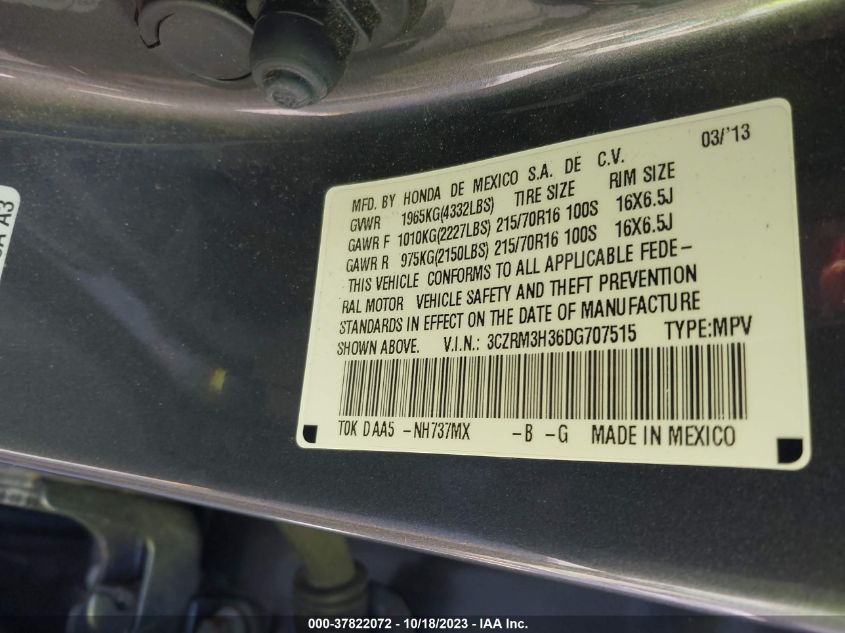 MFD. BY HONDA DE MEXICO S.A. DE C.V. 03/'13
GVWR 1965KG(4332LBS) TIRE SIZE RIM SIZE
GAWR F 1010KG(2227LBS) 215/70R16 100S 16X6.5J
GAWR R 975KG(2150LBS) 215/70R16 100S 16X6.5J
THIS VEHICLE CONFORMS TO ALL APPLICABLE FEDE-
RAL MOTOR VEHICLE SAFETY AND THEFT PREVENTION
STANDARDS IN EFFECT ON THE DATE OF MANUFACTURE
SHOWN ABOVE. V.I.N.: 3CZRM3H36DG707515 TYPE:MPV
T0K D AA5 -NH737MX -B -G MADE IN MEXICO
A3
000-37822072 - 10/18/2023 - IAA Inc.